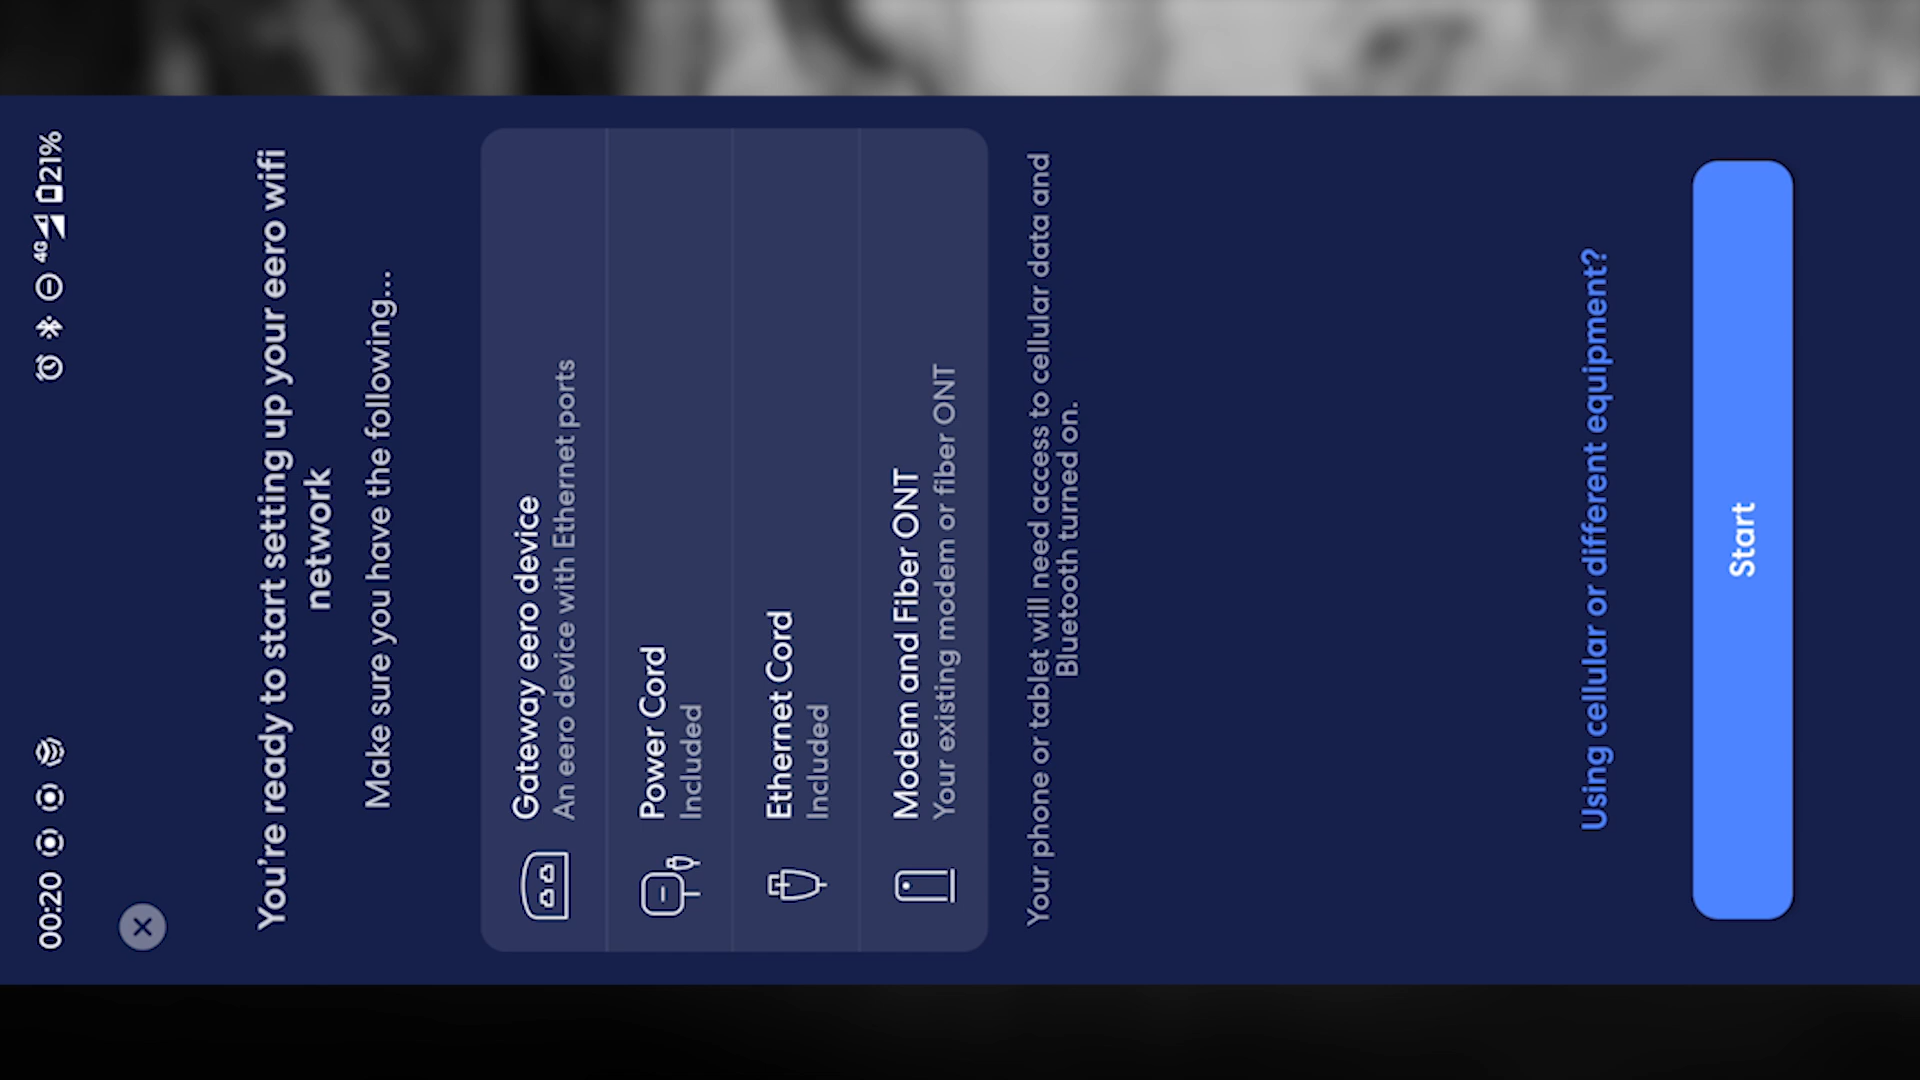 00:20
4G
21%
You're ready to start setting up your eero wifi
network
Make sure you have the following...
Gateway eero device
An eero device with Ethernet ports
Power Cord
Included
Ethernet Cord
Included
Modem and Fiber ONT
Your existing modem or fiber ONT
Your phone or tablet will need access to cellular data and
Bluetooth turned on.
Using cellular or different equipment?
Start